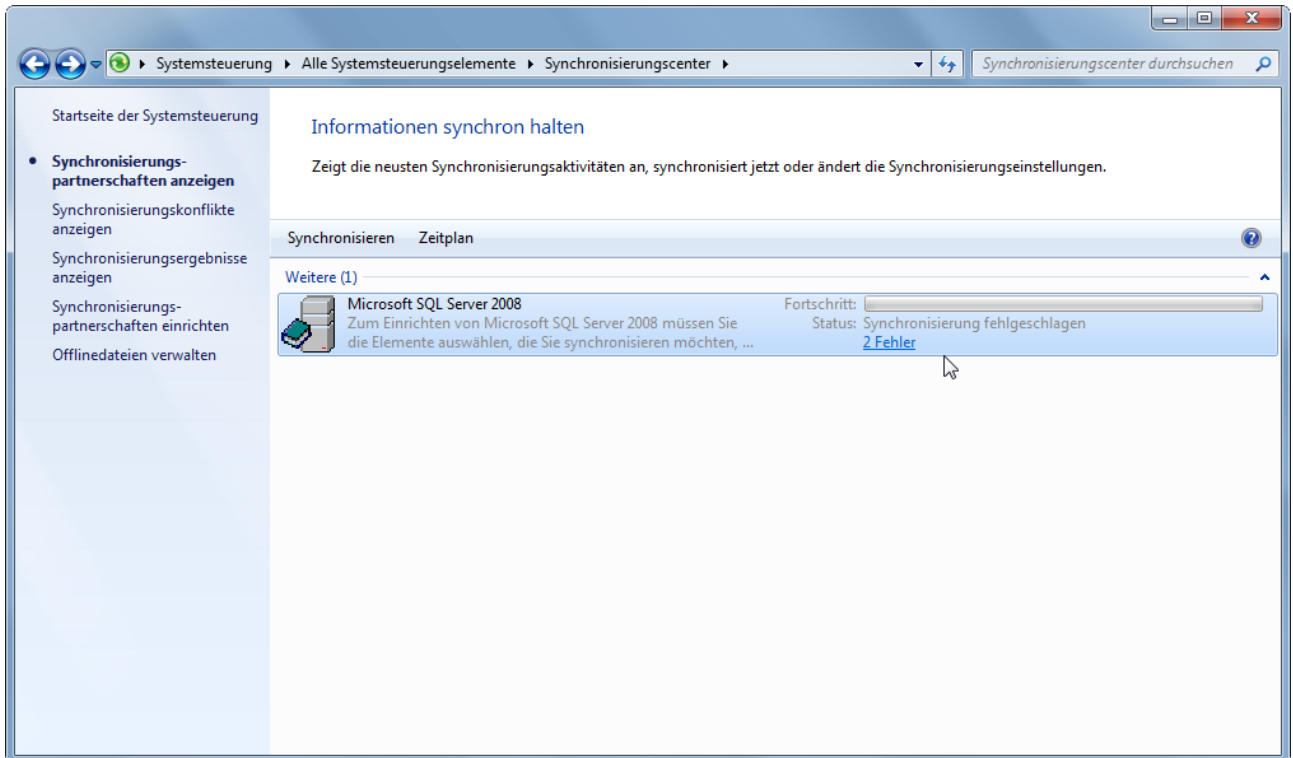 Systemsteuerung Alle Systemsteuerungselemente Synchronisierungscenter
Synchronisierungscenter durchsuchen
Startseite der Systemsteuerung
Synchronisierungs-
partnerschaften anzeigen
Synchronisierungskonflikte
anzeigen
Synchronisierungsergebnisse
anzeigen
Synchronisierungs-
partnerschaften einrichten
Offlinedateien verwalten
Informationen synchron halten
Zeigt die neusten Synchronisierungsaktivitäten an, synchronisiert jetzt oder ändert die Synchronisierungseinstellungen.
Synchronisieren Zeitplan
Weitere (1)
Microsoft SQL Server 2008
Zum Einrichten von Microsoft SQL Server 2008 müssen Sie
die Elemente auswählen, die Sie synchronisieren möchten, ...
Fortschritt:
Status: Synchronisierung fehlgeschlagen
2 Fehler